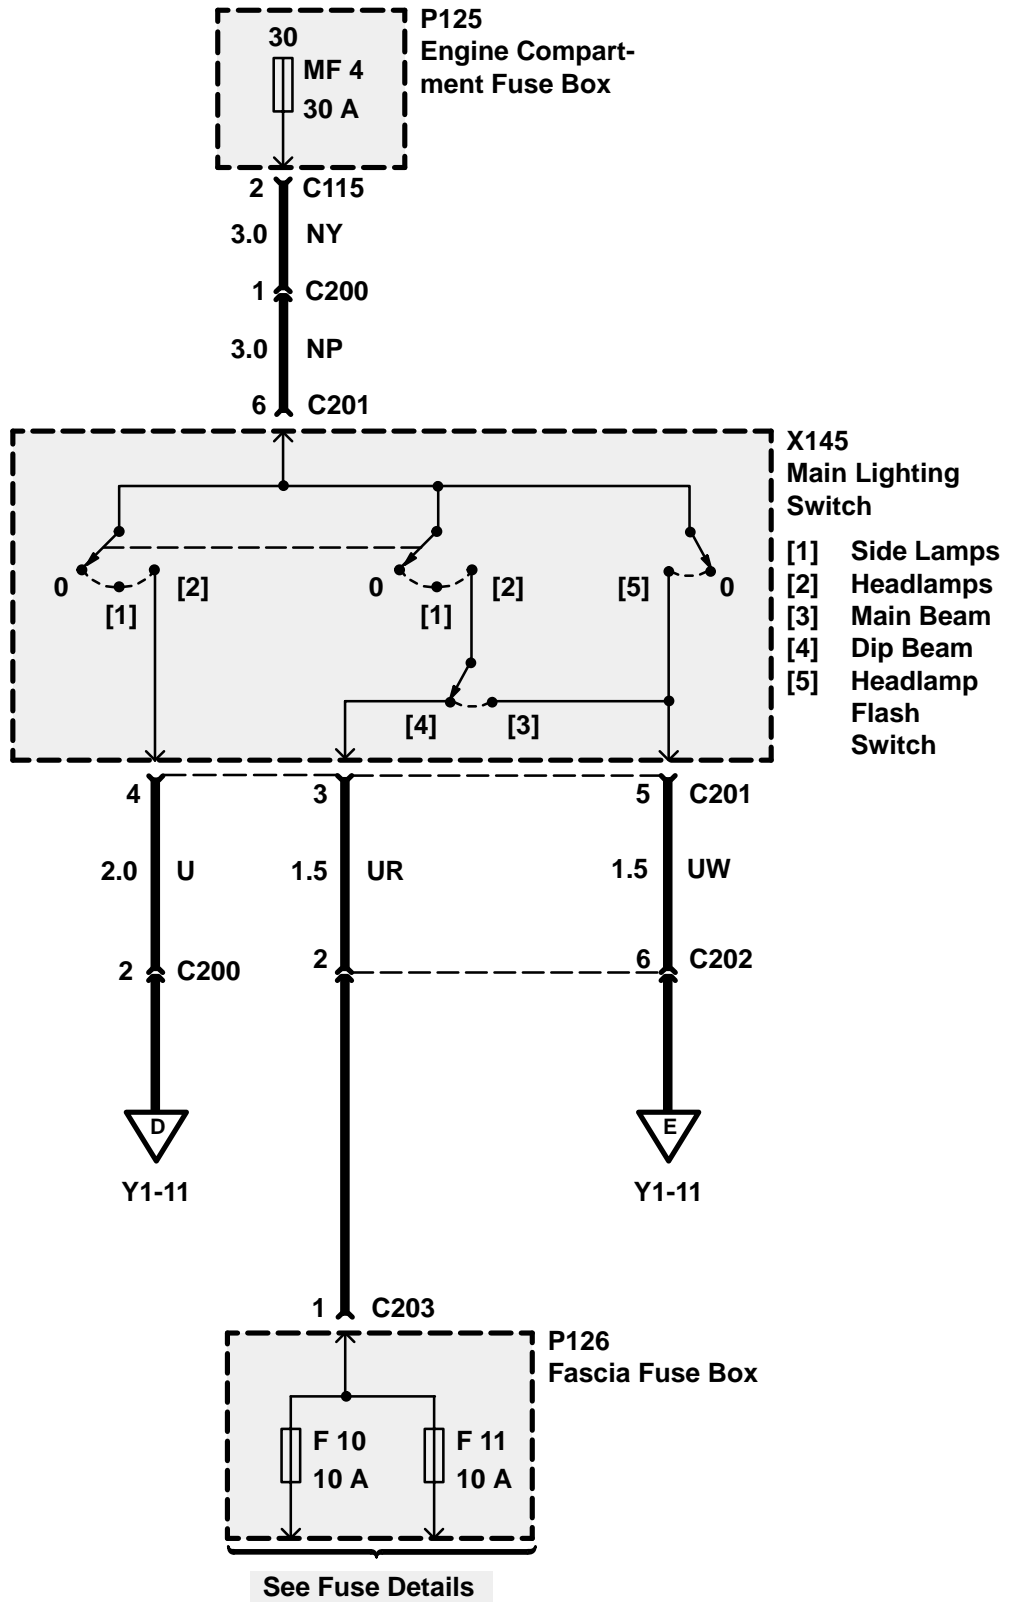 P125
Engine Compart-
ment Fuse Box
30
MF 4
30 A
2 C115
3.0 NY
1 C200
3.0 NP
6 C201
X145
Main Lighting
Switch
[1] Side Lamps
[2] Headlamps
[3] Main Beam
[4] Dip Beam
[5] Headlamp
Flash
Switch
0 [1] [2]
0 [1] [2]
[5] 0
[4] [3]
4 3 5 C201
2.0 U 1.5 UR 1.5 UW
2 C200 2 6 C202
D E
Y1-11 Y1-11
1 C203
P126
Fascia Fuse Box
F 10 F 11
10 A 10 A
See Fuse Details